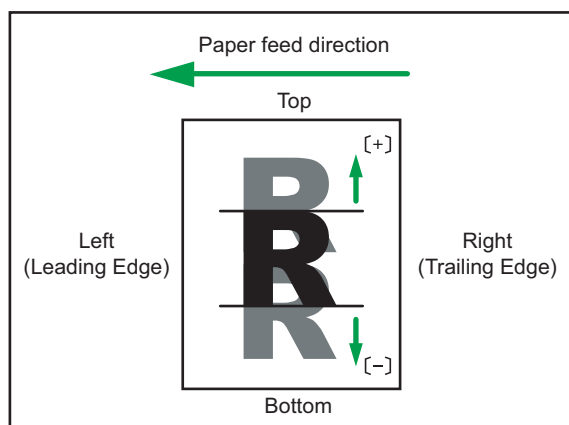 Paper feed direction
Top
[+]
R
R
R
Left
(Leading Edge)
Right
(Trailing Edge)
[−]
Bottom